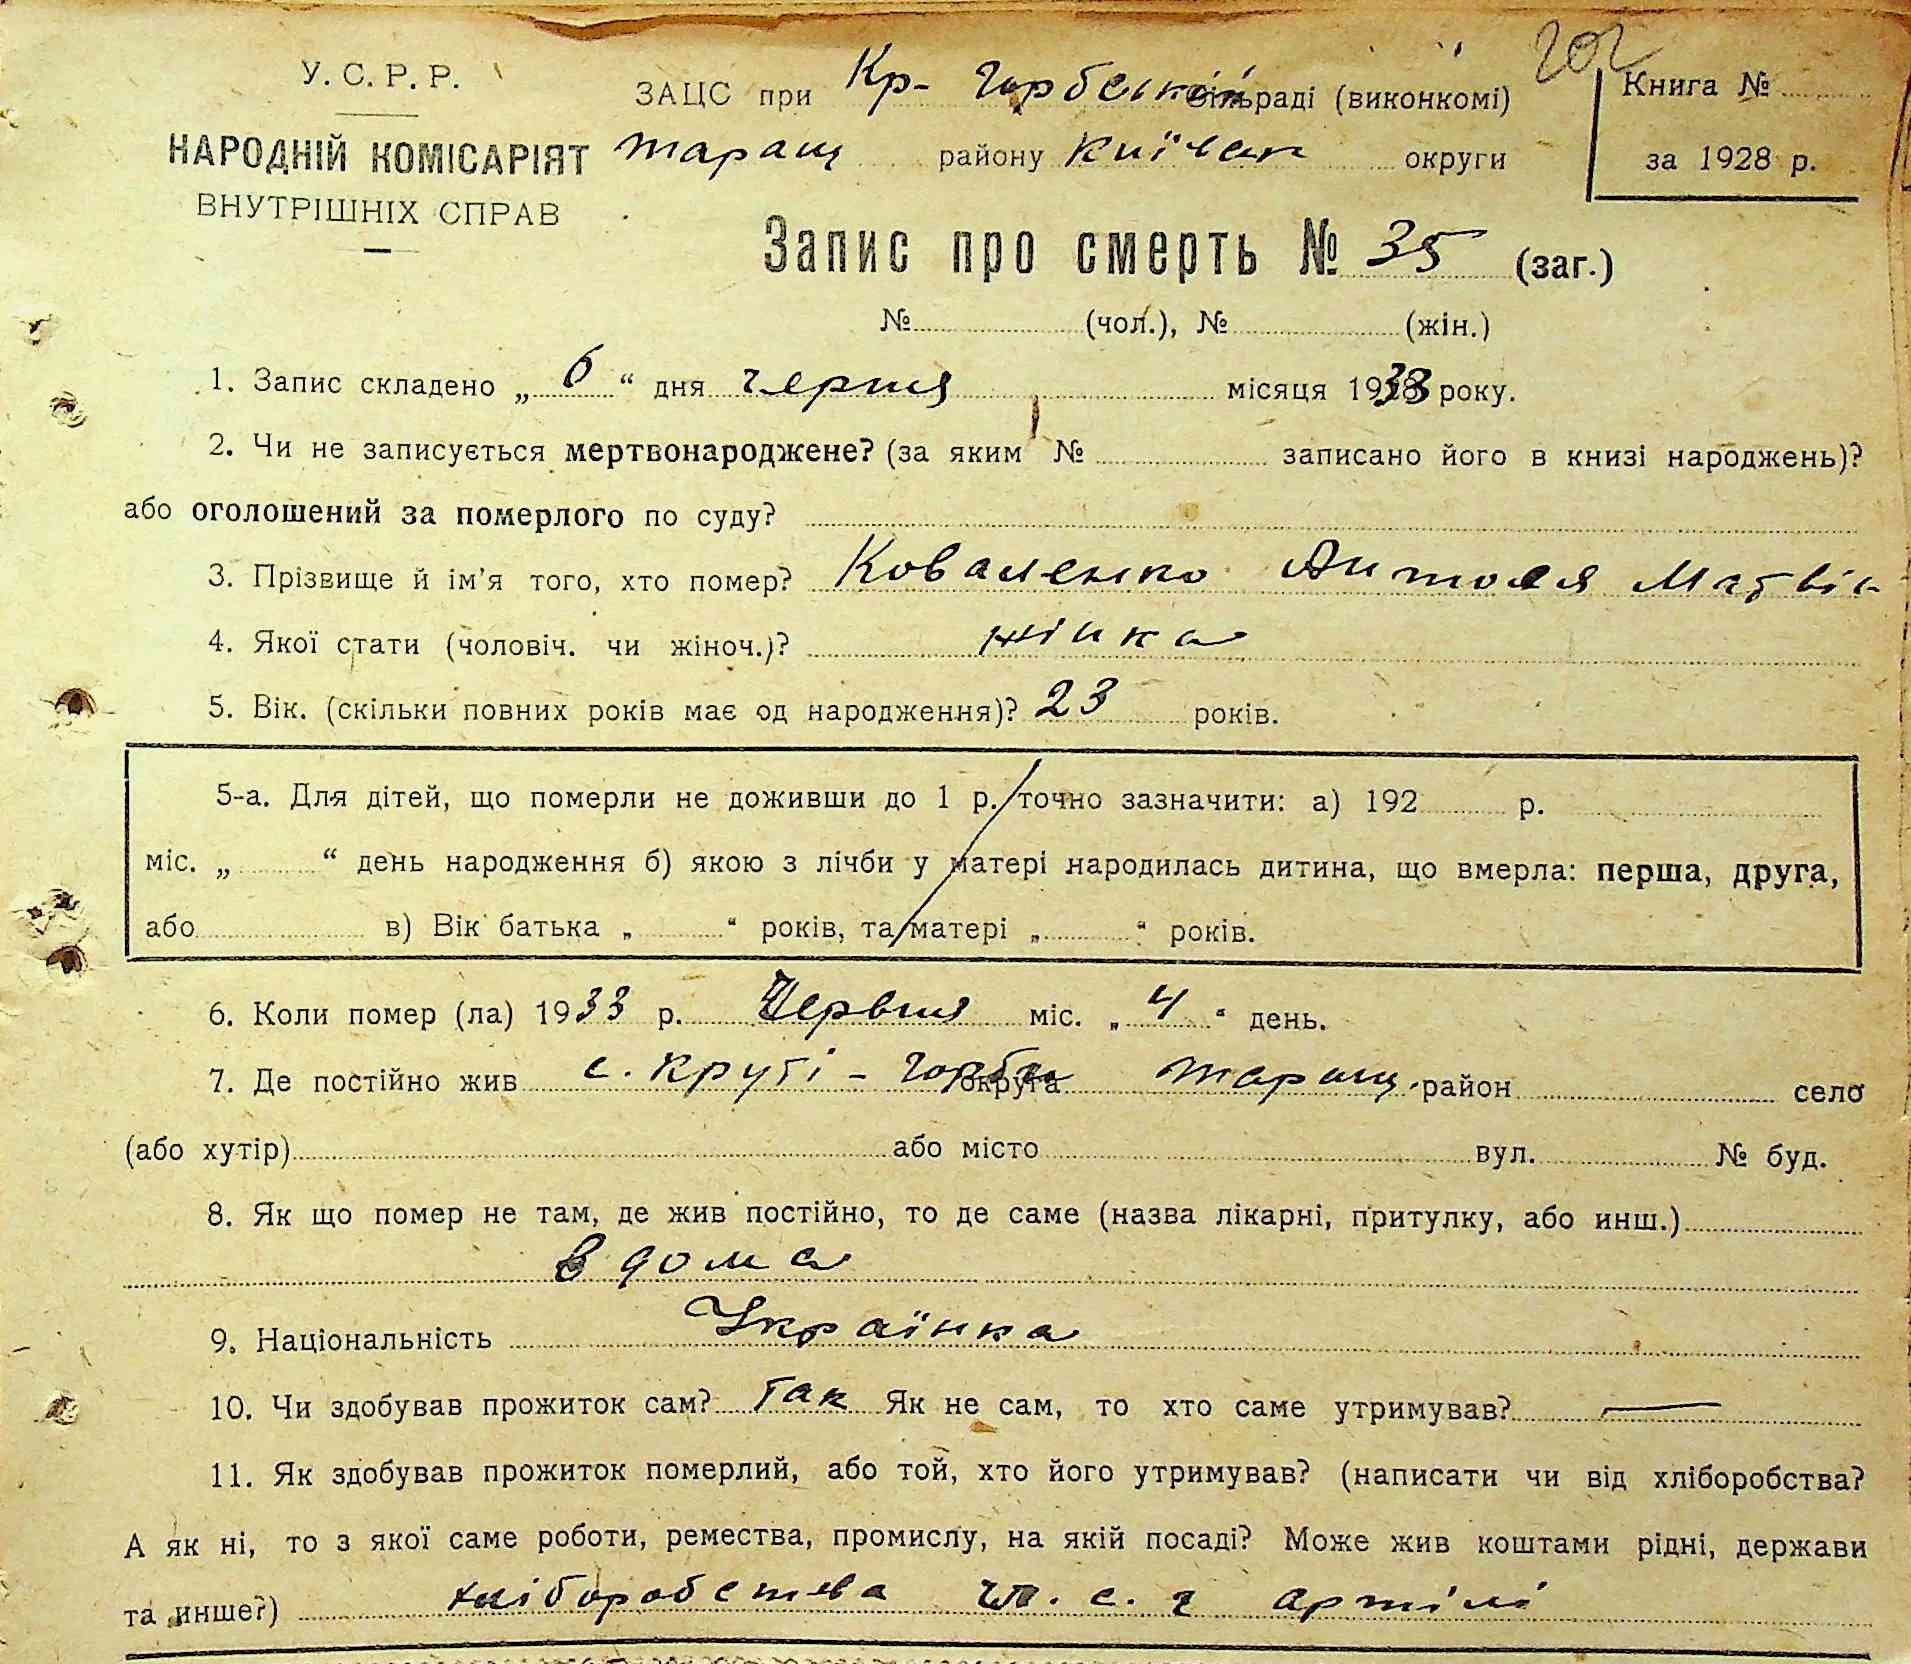 202
У. С. Р. Р.
НАРОДНІЙ КОМІСАРІЯТ
ВНУТРІШНІХ СПРАВ
ЗАЦС при Кр-Горбській сільраді (виконкомі)
Таращ району Київськ округи
Книга №
за 1928 р.
Запис про смерть № 35 (заг.)
№ (чол.), № (жін.)
1. Запис складено „ 6 “ дня червня місяця 1933 року.
2. Чи не записується мертвонароджене? (за яким № записано його в книзі народжень)?
або оголошений за померлого по суду?
3. Прізвище й ім’я того, хто помер? Коваленко Матвіє
4. Якої стати (чоловіч. чи жіноч.)? жінка
5. Вік. (скільки повних років має од народження)? 23 років.
5-а. Для дітей, що померли не доживши до 1 р. точно зазначити: а) 192 р.
міс. „ “ день народження б) якою з лічби у матері народилась дитина, що вмерла: перша, друга,
або в) Вік батька „ “ років, та матері „ “ років.
6. Коли помер (ла) 1933 р. Червня міс. „ 4 “ день.
7. Де постійно жив с. Круті-Горби округа Таращ. район село
(або хутір) або місто вул. № буд.
8. Як що помер не там, де жив постійно, то де саме (назва лікарні, притулку, або инш.)
вдома
9. Національність Українка
10. Чи здобував прожиток сам? Так Як не сам, то хто саме утримував? —
11. Як здобував прожиток померлий, або той, хто його утримував? (написати чи від хліборобства?
А як ні, то з якої саме роботи, ремества, промислу, на якій посаді? Може жив коштами рідні, держави
та инше?) хліборобства с. г артілі